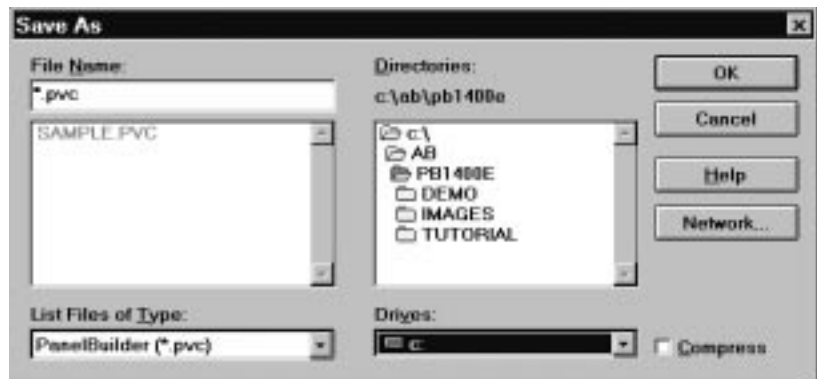 Save As
File Name:
*.pvc
SAMPLE.PVC
List Files of Type:
PanelBuilder (*.pvc)
Directories:
c:\ab\pb1400e
c:\
AB
PB1400E
DEMO
IMAGES
TUTORIAL
Drives:
c:
OK
Cancel
Help
Network...
Compress